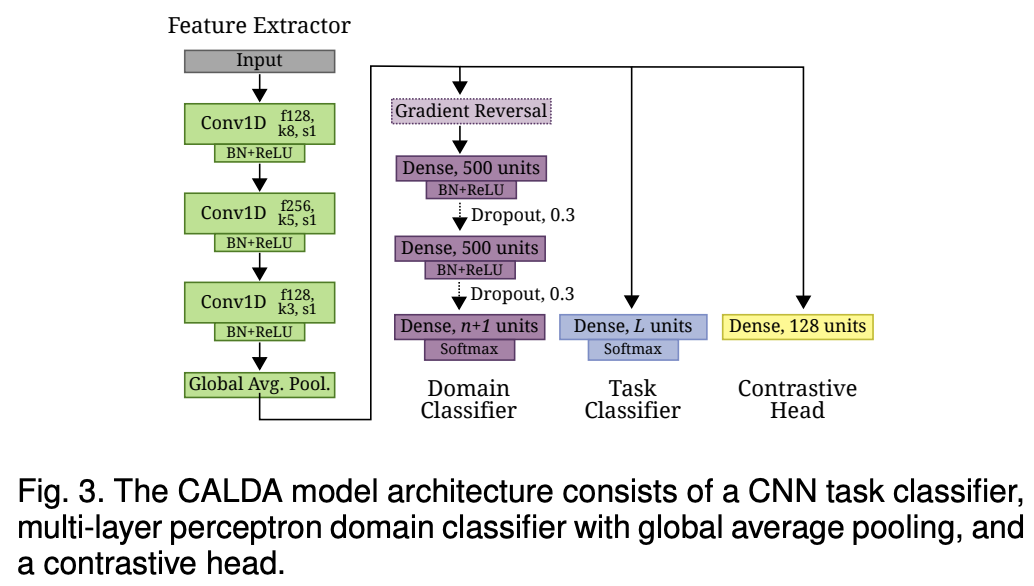 Feature Extractor
Input
Conv1D f128, k8, s1
BN+ReLU
Conv1D f256, k5, s1
BN+ReLU
Conv1D f128, k3, s1
BN+ReLU
Global Avg. Pool.
Gradient Reversal
Dense, 500 units
BN+ReLU
Dropout, 0.3
Dense, 500 units
BN+ReLU
Dropout, 0.3
Dense, n+1 units
Softmax
Domain
Classifier
Dense, L units
Softmax
Task
Classifier
Dense, 128 units
Contrastive
Head
Fig. 3. The CALDA model architecture consists of a CNN task classifier,
multi-layer perceptron domain classifier with global average pooling, and
a contrastive head.